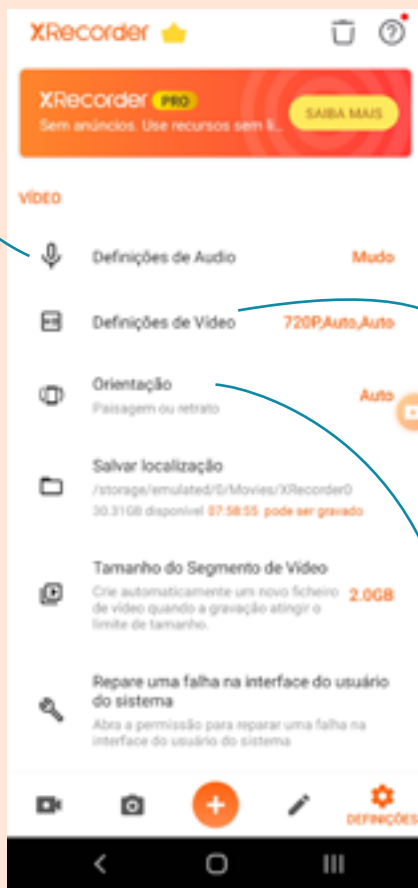 XRecorder
XRecorder PRO
Sem anúncios. Use recursos sem li...
SAIBA MAIS
VÍDEO
Definições de Audio
Mudo
Definições de Vídeo
720P,Auto,Auto
Orientação
Paisagem ou retrato
Auto
Salvar localização
/storage/emulated/0/Movies/XRecorder0
30.31GB disponível 07:58:55 pode ser gravado
Tamanho do Segmento de Vídeo
Crie automaticamente um novo ficheiro
de vídeo quando a gravação atingir o
limite de tamanho.
2.0GB
Repare uma falha na interface do usuário
do sistema
Abra a permissão para reparar uma falha na
interface do usuário do sistema
DEFINIÇÕES